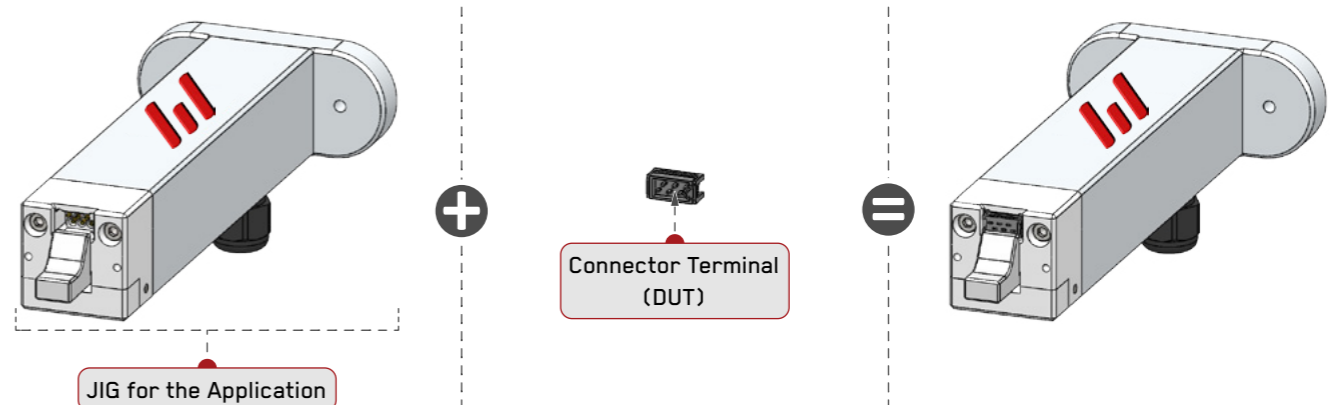 Connector Terminal
(DUT)
JIG for the Application